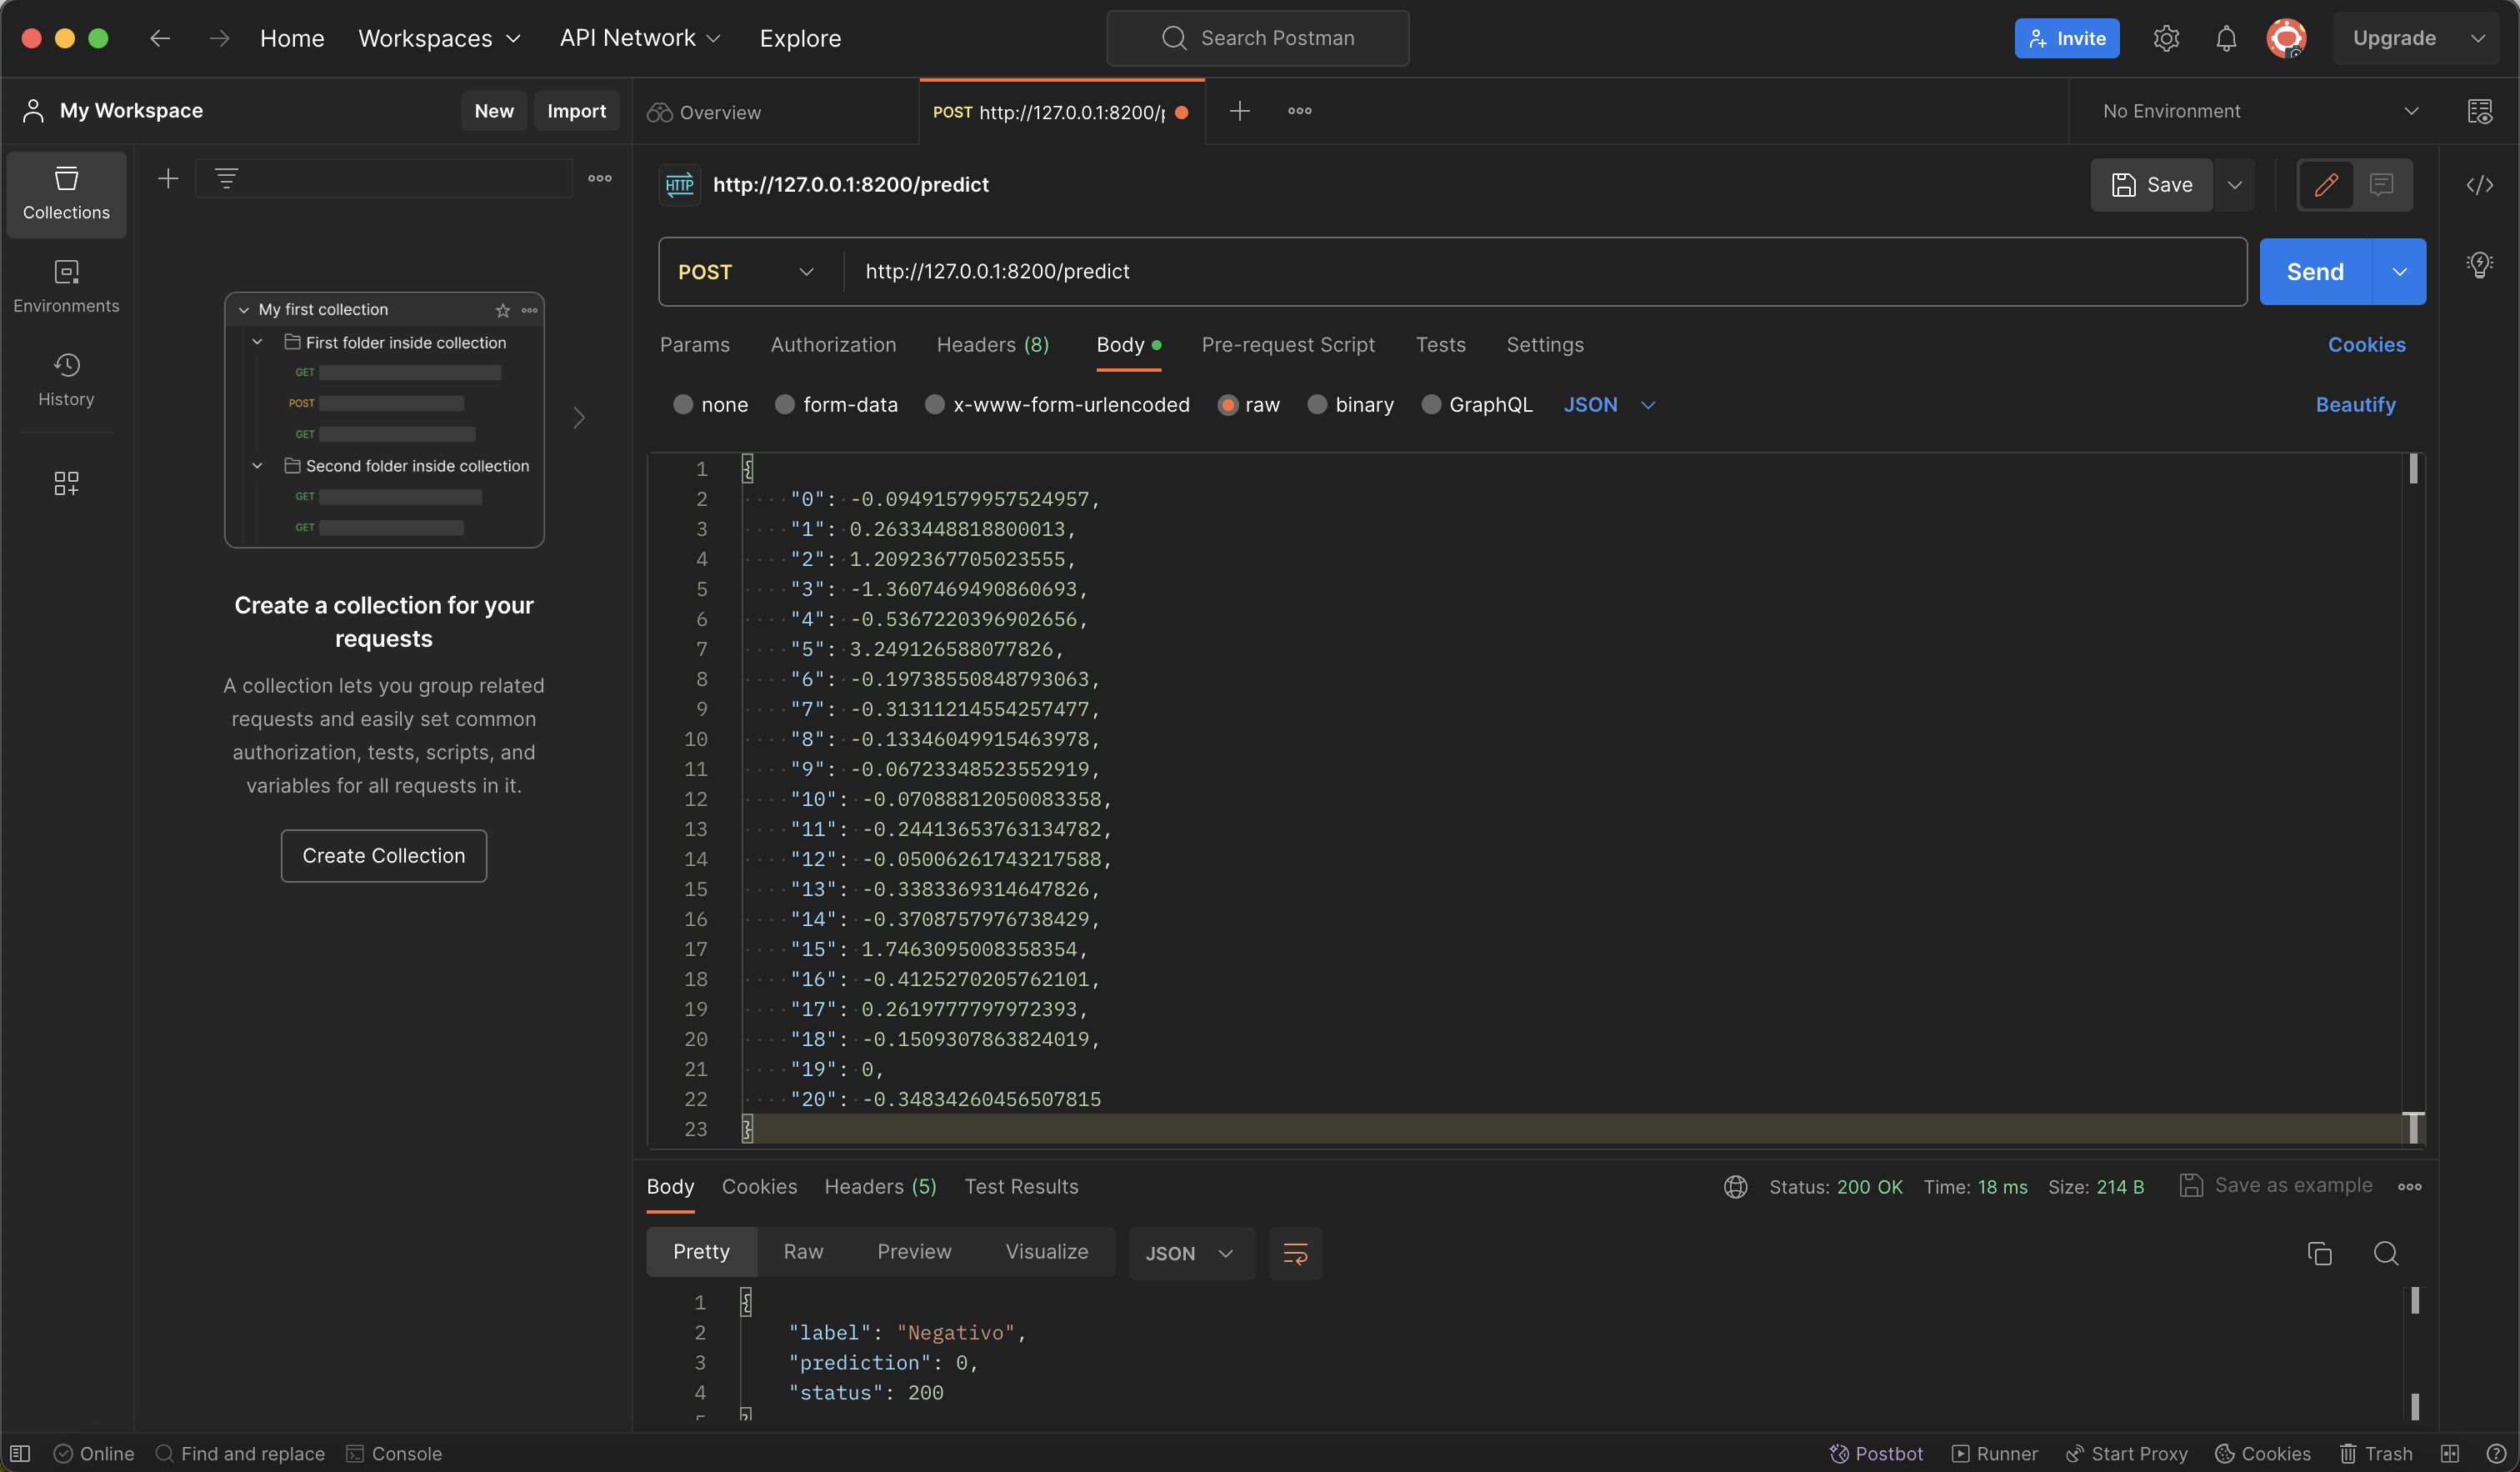 Home Workspaces API Network Explore Search Postman Invite Upgrade
My Workspace New Import Overview POST http://127.0.0.1:8200/ No Environment
Collections
Environments
History
My first collection
First folder inside collection
GET
POST
GET
Second folder inside collection
GET
GET
Create a collection for your
requests
A collection lets you group related
requests and easily set common
authorization, tests, scripts, and
variables for all requests in it.
Create Collection
HTTP http://127.0.0.1:8200/predict Save
POST http://127.0.0.1:8200/predict Send
Params Authorization Headers (8) Body Pre-request Script Tests Settings Cookies
none form-data x-www-form-urlencoded raw binary GraphQL JSON Beautify
1 {
2 "0": -0.09491579957524957,
3 "1": 0.2633448818800013,
4 "2": 1.2092367705023555,
5 "3": -1.3607469490860693,
6 "4": -0.5367220396902656,
7 "5": 3.249126588077826,
8 "6": -0.19738550848793063,
9 "7": -0.31311214554257477,
10 "8": -0.13346049915463978,
11 "9": -0.06723348523552919,
12 "10": -0.07088812050083358,
13 "11": -0.24413653763134782,
14 "12": -0.05006261743217588,
15 "13": -0.3383369314647826,
16 "14": -0.3708757976738429,
17 "15": 1.7463095008358354,
18 "16": -0.4125270205762101,
19 "17": 0.2619777797972393,
20 "18": -0.1509307863824019,
21 "19": 0,
22 "20": -0.34834260456507815
23 }
Body Cookies Headers (5) Test Results Status: 200 OK Time: 18 ms Size: 214 B Save as example
Pretty Raw Preview Visualize JSON
1 {
2 "label": "Negativo",
3 "prediction": 0,
4 "status": 200
5 }
Online Find and replace Console Postbot Runner Start Proxy Cookies Trash